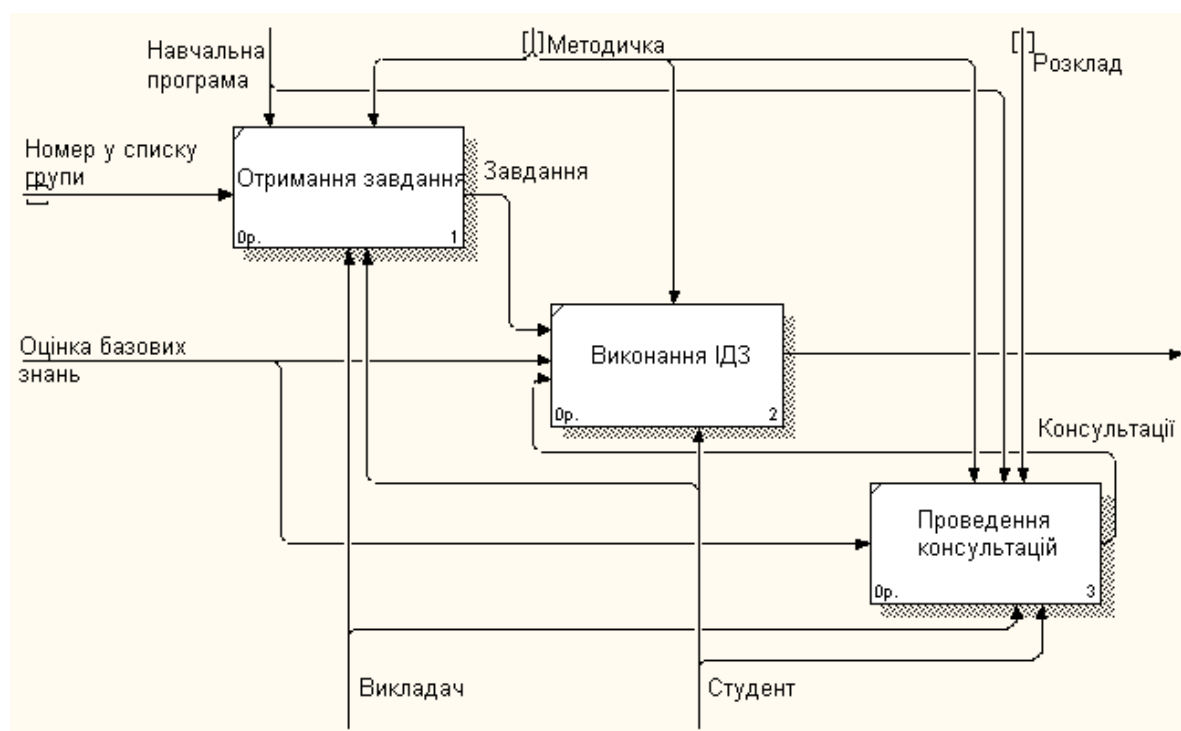 Навчальна
програма
Методичка
Розклад
Номер у списку
групи
Отримання завдання
0р.
1
Завдання
Оцінка базових
знань
Виконання ІДЗ
0р.
2
Консультації
Проведення
консультацій
0р.
3
Викладач
Студент